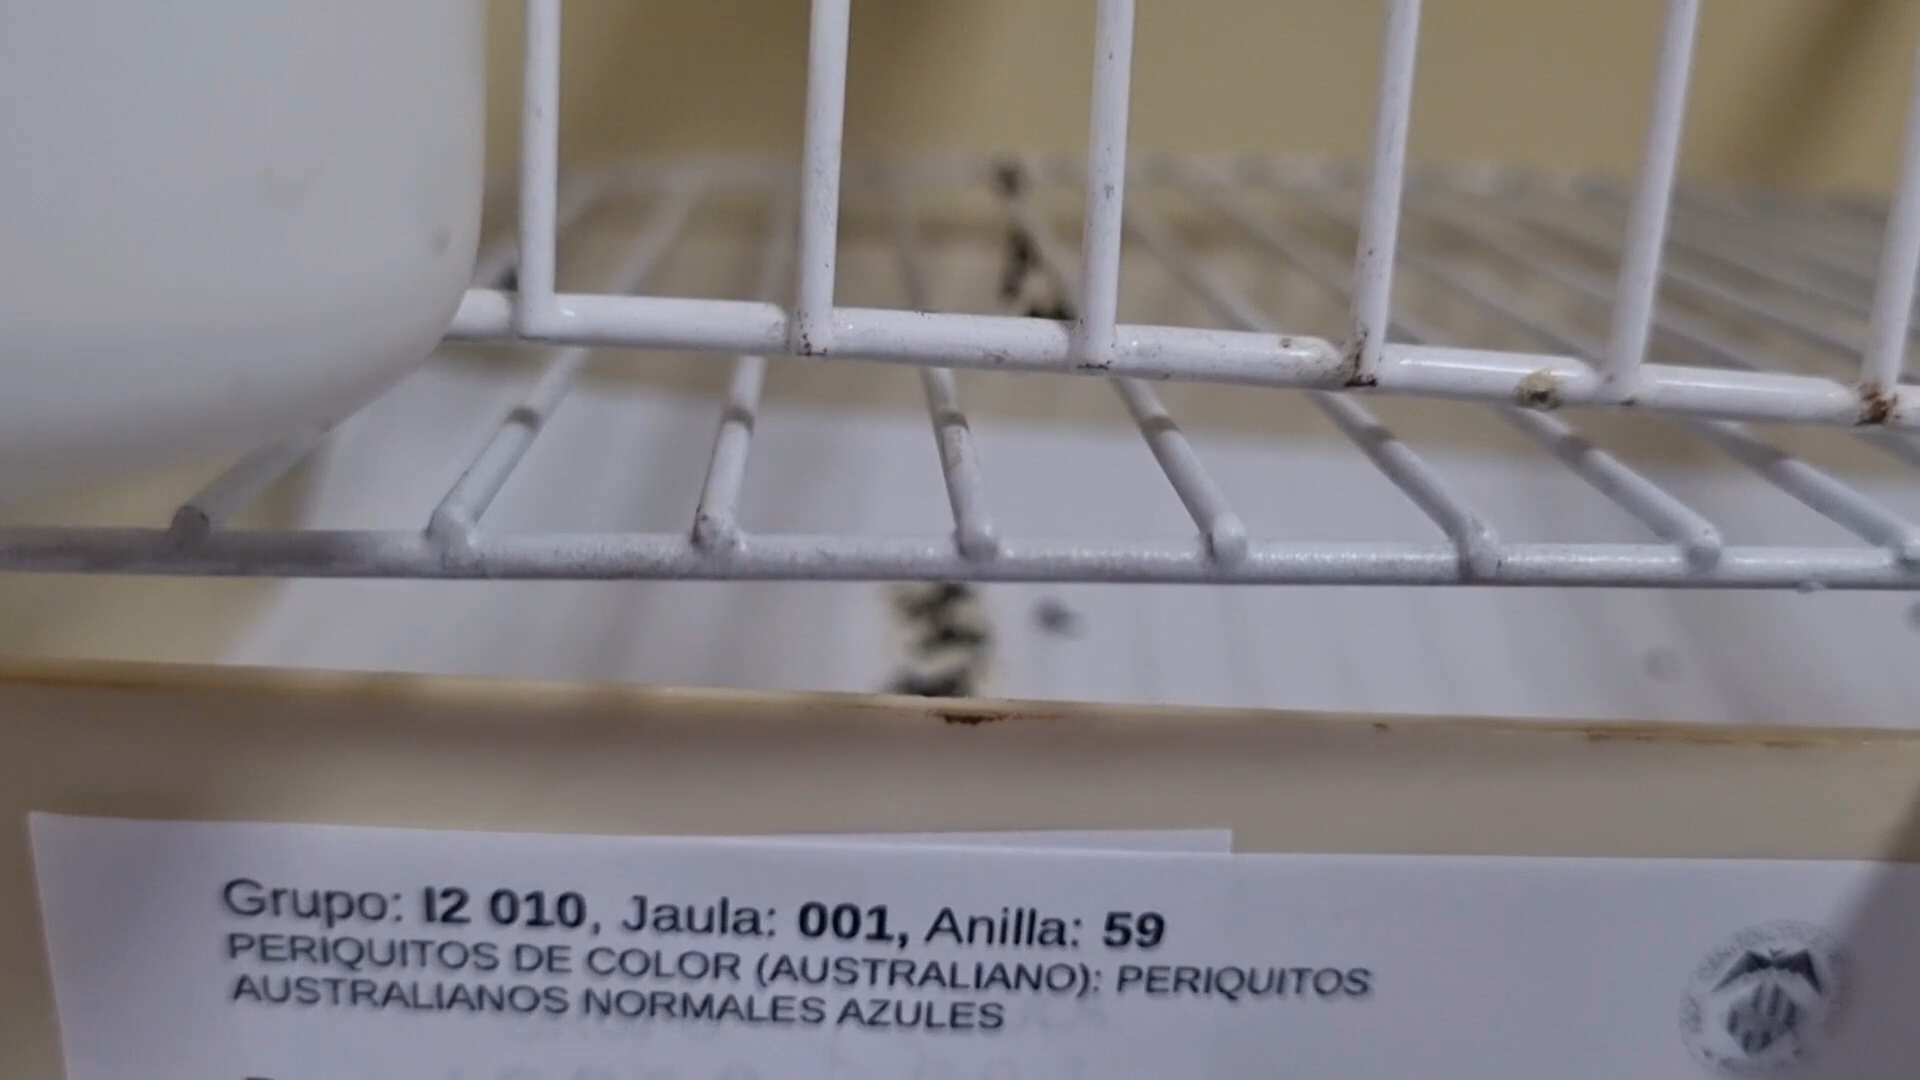 Grupo: I2 010, Jaula: 001, Anilla: 59
PERIQUITOS DE COLOR (AUSTRALIANO): PERIQUITOS
AUSTRALIANOS NORMALES AZULES